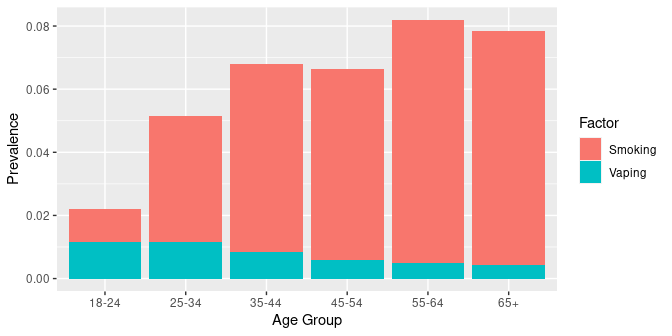 0.08
0.06
0.04
0.02
0.00
Prevalence
18-24 25-34 35-44 45-54 55-64 65+
Age Group
Factor
Smoking
Vaping